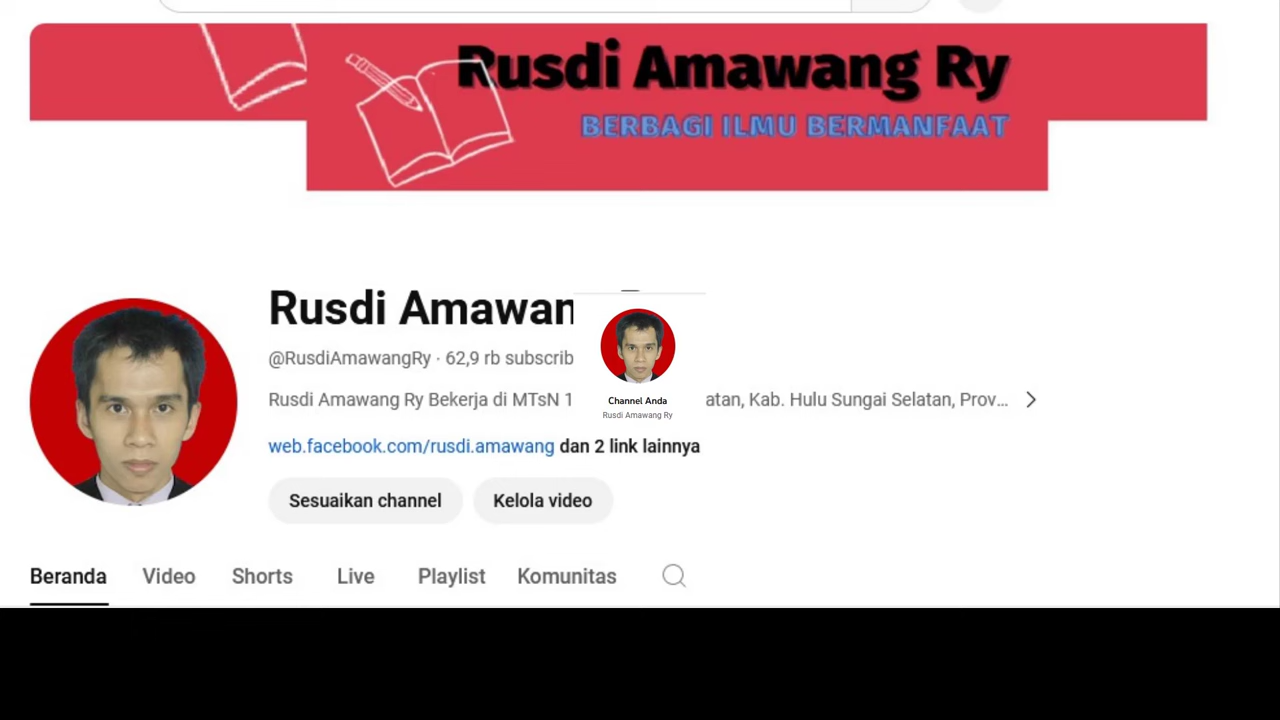 Rusdi Amawang Ry
BERBAGI ILMU BERMANFAAT
Rusdi Amawan
@RusdiAmawangRy · 62,9 rb subscrib
Rusdi Amawang Ry Bekerja di MTsN 1
atan, Kab. Hulu Sungai Selatan, Prov...
Channel Anda
Rusdi Amawang Ry
web.facebook.com/rusdi.amawang dan 2 link lainnya
Sesuaikan channel Kelola video
Beranda Video Shorts Live Playlist Komunitas